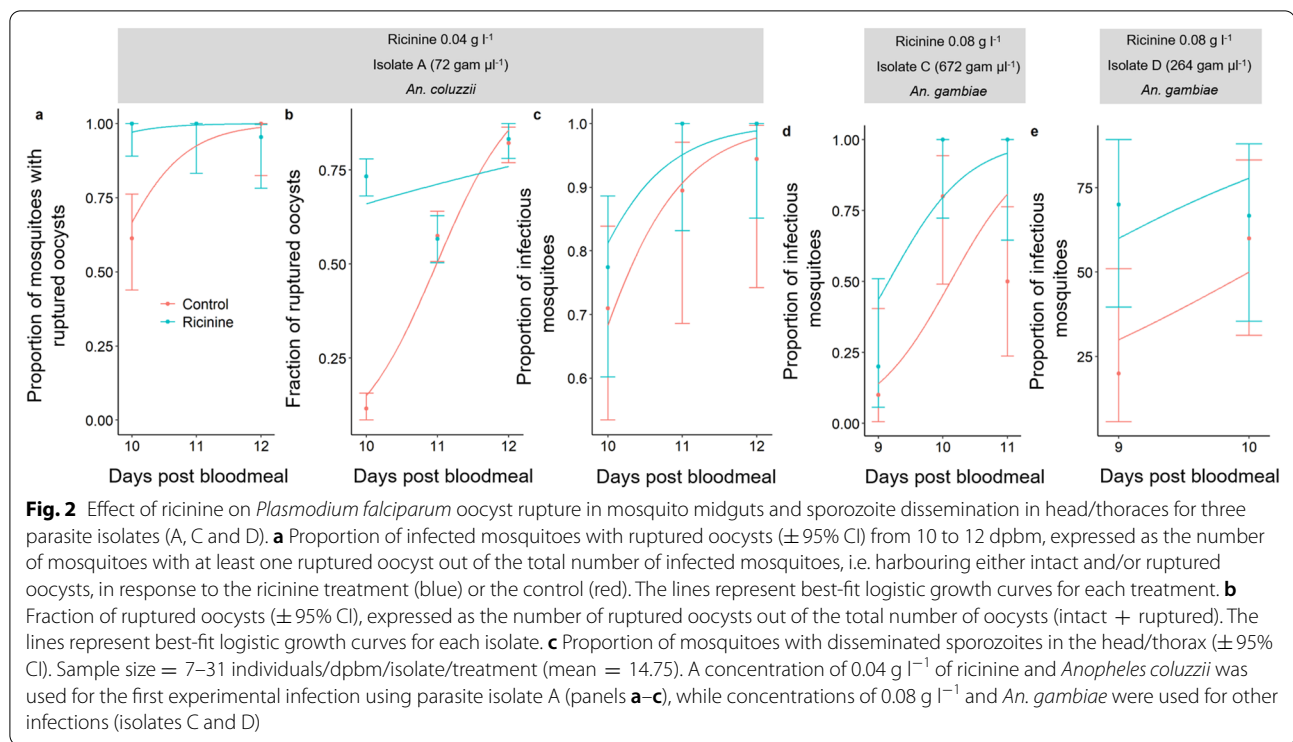 Ricinine 0.04 g l⁻¹
Isolate A (72 gam µl⁻¹)
An. coluzzii
Ricinine 0.08 g l⁻¹
Isolate C (672 gam µl⁻¹)
An. gambiae
Ricinine 0.08 g l⁻¹
Isolate D (264 gam µl⁻¹)
An. gambiae
a
Proportion of mosquitoes with
ruptured oocysts
1.00
0.75
0.50
0.25
0.00
Control
Ricinine
10
11
12
Days post bloodmeal
b
Fraction of ruptured oocysts
0.75
0.50
0.25
10
11
12
Days post bloodmeal
c
Proportion of infectious
mosquitoes
1.0
0.9
0.8
0.7
0.6
10
11
12
Days post bloodmeal
d
Proportion of infectious
mosquitoes
1.00
0.75
0.50
0.25
0.00
9
10
11
Days post bloodmeal
e
Proportion of infectious
mosquitoes
75
50
25
9
10
Days post bloodmeal
Fig. 2 Effect of ricinine on Plasmodium falciparum oocyst rupture in mosquito midguts and sporozoite dissemination in head/thoraces for three
parasite isolates (A, C and D). a Proportion of infected mosquitoes with ruptured oocysts (± 95% CI) from 10 to 12 dpbm, expressed as the number
of mosquitoes with at least one ruptured oocyst out of the total number of infected mosquitoes, i.e. harbouring either intact and/or ruptured
oocysts, in response to the ricinine treatment (blue) or the control (red). The lines represent best-fit logistic growth curves for each treatment. b
Fraction of ruptured oocysts (± 95% CI), expressed as the number of ruptured oocysts out of the total number of oocysts (intact + ruptured). The
lines represent best-fit logistic growth curves for each isolate. c Proportion of mosquitoes with disseminated sporozoites in the head/thorax (± 95%
CI). Sample size = 7–31 individuals/dpbm/isolate/treatment (mean = 14.75). A concentration of 0.04 g l⁻¹ of ricinine and Anopheles coluzzii was
used for the first experimental infection using parasite isolate A (panels a–c), while concentrations of 0.08 g l⁻¹ and An. gambiae were used for other
infections (isolates C and D)